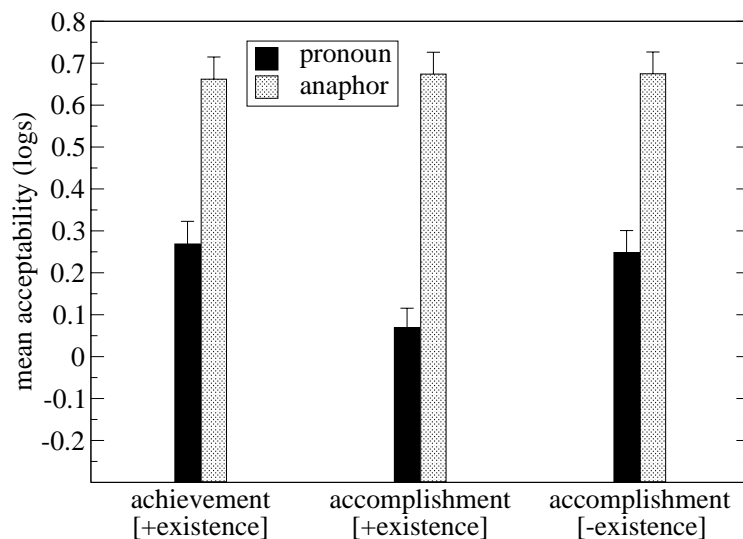 0.8
0.7
0.6
0.5
0.4
0.3
0.2
0.1
0
-0.1
-0.2
mean acceptability (logs)
pronoun
anaphor
achievement
[+existence]
accomplishment
[+existence]
accomplishment
[-existence]